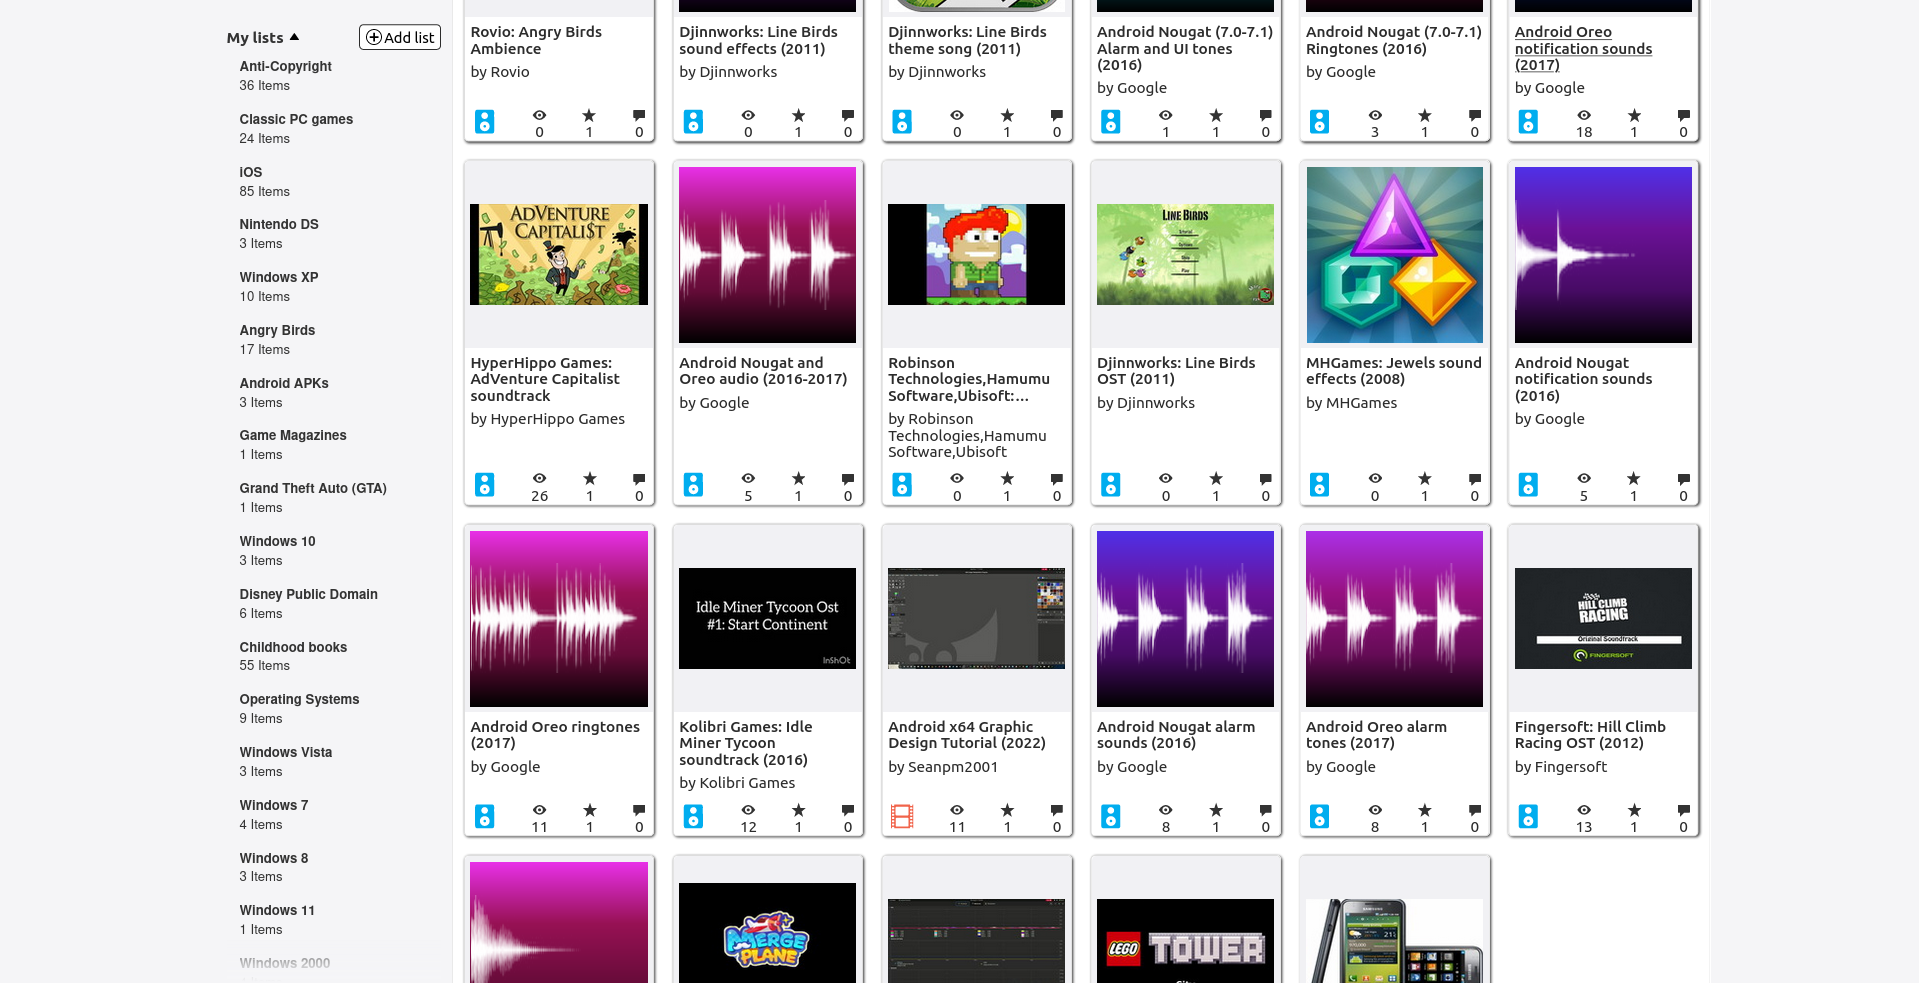 My lists
Add list
Anti-Copyright
36 Items
Classic PC games
24 Items
iOS
85 Items
Nintendo DS
3 Items
Windows XP
10 Items
Angry Birds
17 Items
Android APKs
3 Items
Game Magazines
1 Items
Grand Theft Auto (GTA)
1 Items
Windows 10
3 Items
Disney Public Domain
6 Items
Childhood books
55 Items
Operating Systems
9 Items
Windows Vista
3 Items
Windows 7
4 Items
Windows 8
3 Items
Windows 11
1 Items
Windows 2000
Rovio: Angry Birds
Ambience
by Rovio
0 1 0
Djinnworks: Line Birds
sound effects (2011)
by Djinnworks
0 1 0
Djinnworks: Line Birds
theme song (2011)
by Djinnworks
0 1 0
Android Nougat (7.0-7.1)
Alarm and UI tones
(2016)
by Google
1 1 0
Android Nougat (7.0-7.1)
Ringtones (2016)
by Google
3 1 0
Android Oreo
notification sounds
(2017)
by Google
18 1 0
ADVENTURE
CAPITALI$T
HyperHippo Games:
AdVenture Capitalist
soundtrack
by HyperHippo Games
26 1 0
Android Nougat and
Oreo audio (2016-2017)
by Google
5 1 0
Robinson
Technologies,Hamumu
Software,Ubisoft:...
by Robinson
Technologies,Hamumu
Software,Ubisoft
0 1 0
LINE BIRDS
Tutorial
Options
Play
Djinnworks: Line Birds
OST (2011)
by Djinnworks
0 1 0
MHGames: Jewels sound
effects (2008)
by MHGames
0 1 0
Android Nougat
notification sounds
(2016)
by Google
5 1 0
Android Oreo ringtones
(2017)
by Google
11 1 0
Idle Miner Tycoon Ost
#1: Start Continent
InShOt
Kolibri Games: Idle
Miner Tycoon
soundtrack (2016)
by Kolibri Games
12 1 0
Android x64 Graphic
Design Tutorial (2022)
by Seanpm2001
11 1 0
Android Nougat alarm
sounds (2016)
by Google
8 1 0
Android Oreo alarm
tones (2017)
by Google
8 1 0
HILL CLIMB
RACING
Original Soundtrack
FINGERSOFT
Fingersoft: Hill Climb
Racing OST (2012)
by Fingersoft
13 1 0
MERGE
PLANE
LEGO TOWER
SAMSUNG